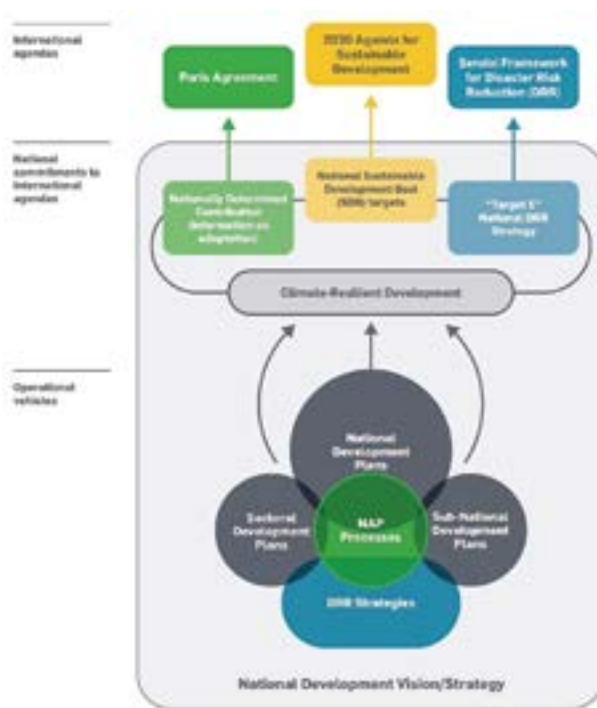 International
agendas
Paris Agreement
2030 Agenda for
Sustainable
Development
Sendai Framework
for Disaster Risk
Reduction (DRR)
National
commitments to
international
agendas
Nationally Determined
Contribution
(information on
adaptation)
National Sustainable
Development Goal
(SDG) targets
"Target E"
National DRR
Strategy
Climate-Resilient Development
Operational
vehicles
National
Development
Plans
Sectoral
Development
Plans
NAP
Processes
Sub-National
Development
Plans
DRR Strategies
National Development Vision/Strategy